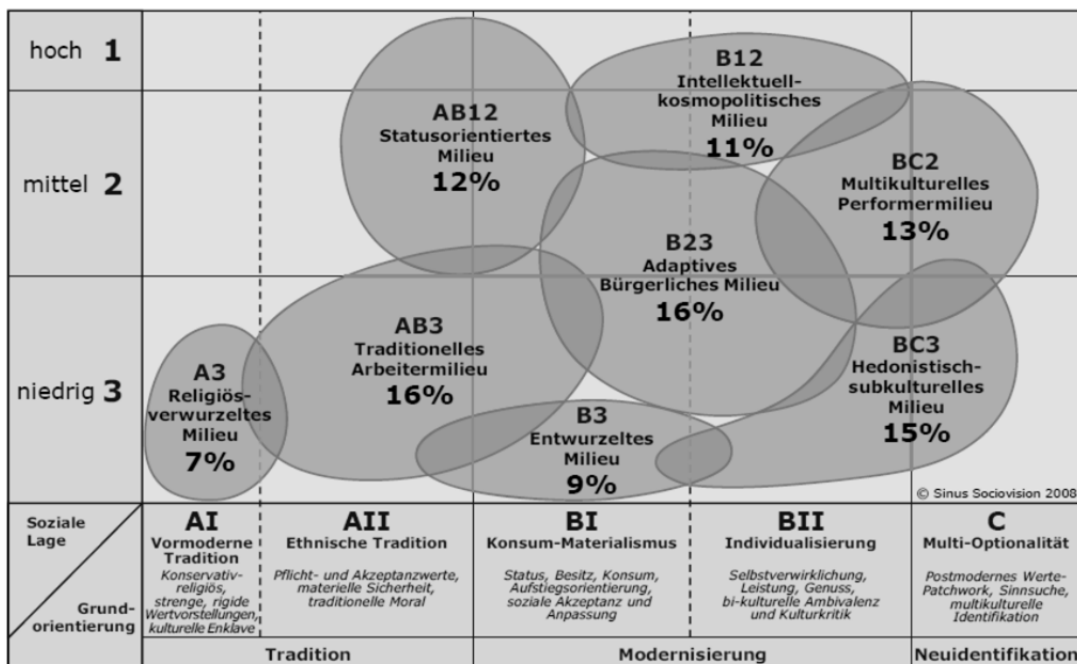 hoch 1
mittel 2
niedrig 3
B12
Intellektuell-
kosmopolitisches
Milieu
11%
AB12
Statusorientiertes
Milieu
12%
BC2
Multikulturelles
Performermilieu
13%
B23
Adaptives
Bürgerliches Milieu
16%
AB3
Traditionelles
Arbeitermilieu
16%
A3
Religiös-
verwurzeltes
Milieu
7%
B3
Entwurzeltes
Milieu
9%
BC3
Hedonistisch-
subkulturelles
Milieu
15%
© Sinus Sociovision 2008
Soziale
Lage
Grund-
orientierung
AI
Vormoderne
Tradition
Konservativ-
religiös,
strenge, rigide
Wertvorstellungen,
kulturelle Enklave
AII
Ethnische Tradition
Pflicht- und Akzeptanzwerte,
materielle Sicherheit,
traditionelle Moral
BI
Konsum-Materialismus
Status, Besitz, Konsum,
Aufstiegsorientierung,
soziale Akzeptanz und
Anpassung
BII
Individualisierung
Selbstverwirklichung,
Leistung, Genuss,
bi-kulturelle Ambivalenz
und Kulturkritik
C
Multi-Optionalität
Postmodernes Werte-
Patchwork, Sinnsuche,
multikulturelle
Identifikation
Tradition
Modernisierung
Neuidentifikation